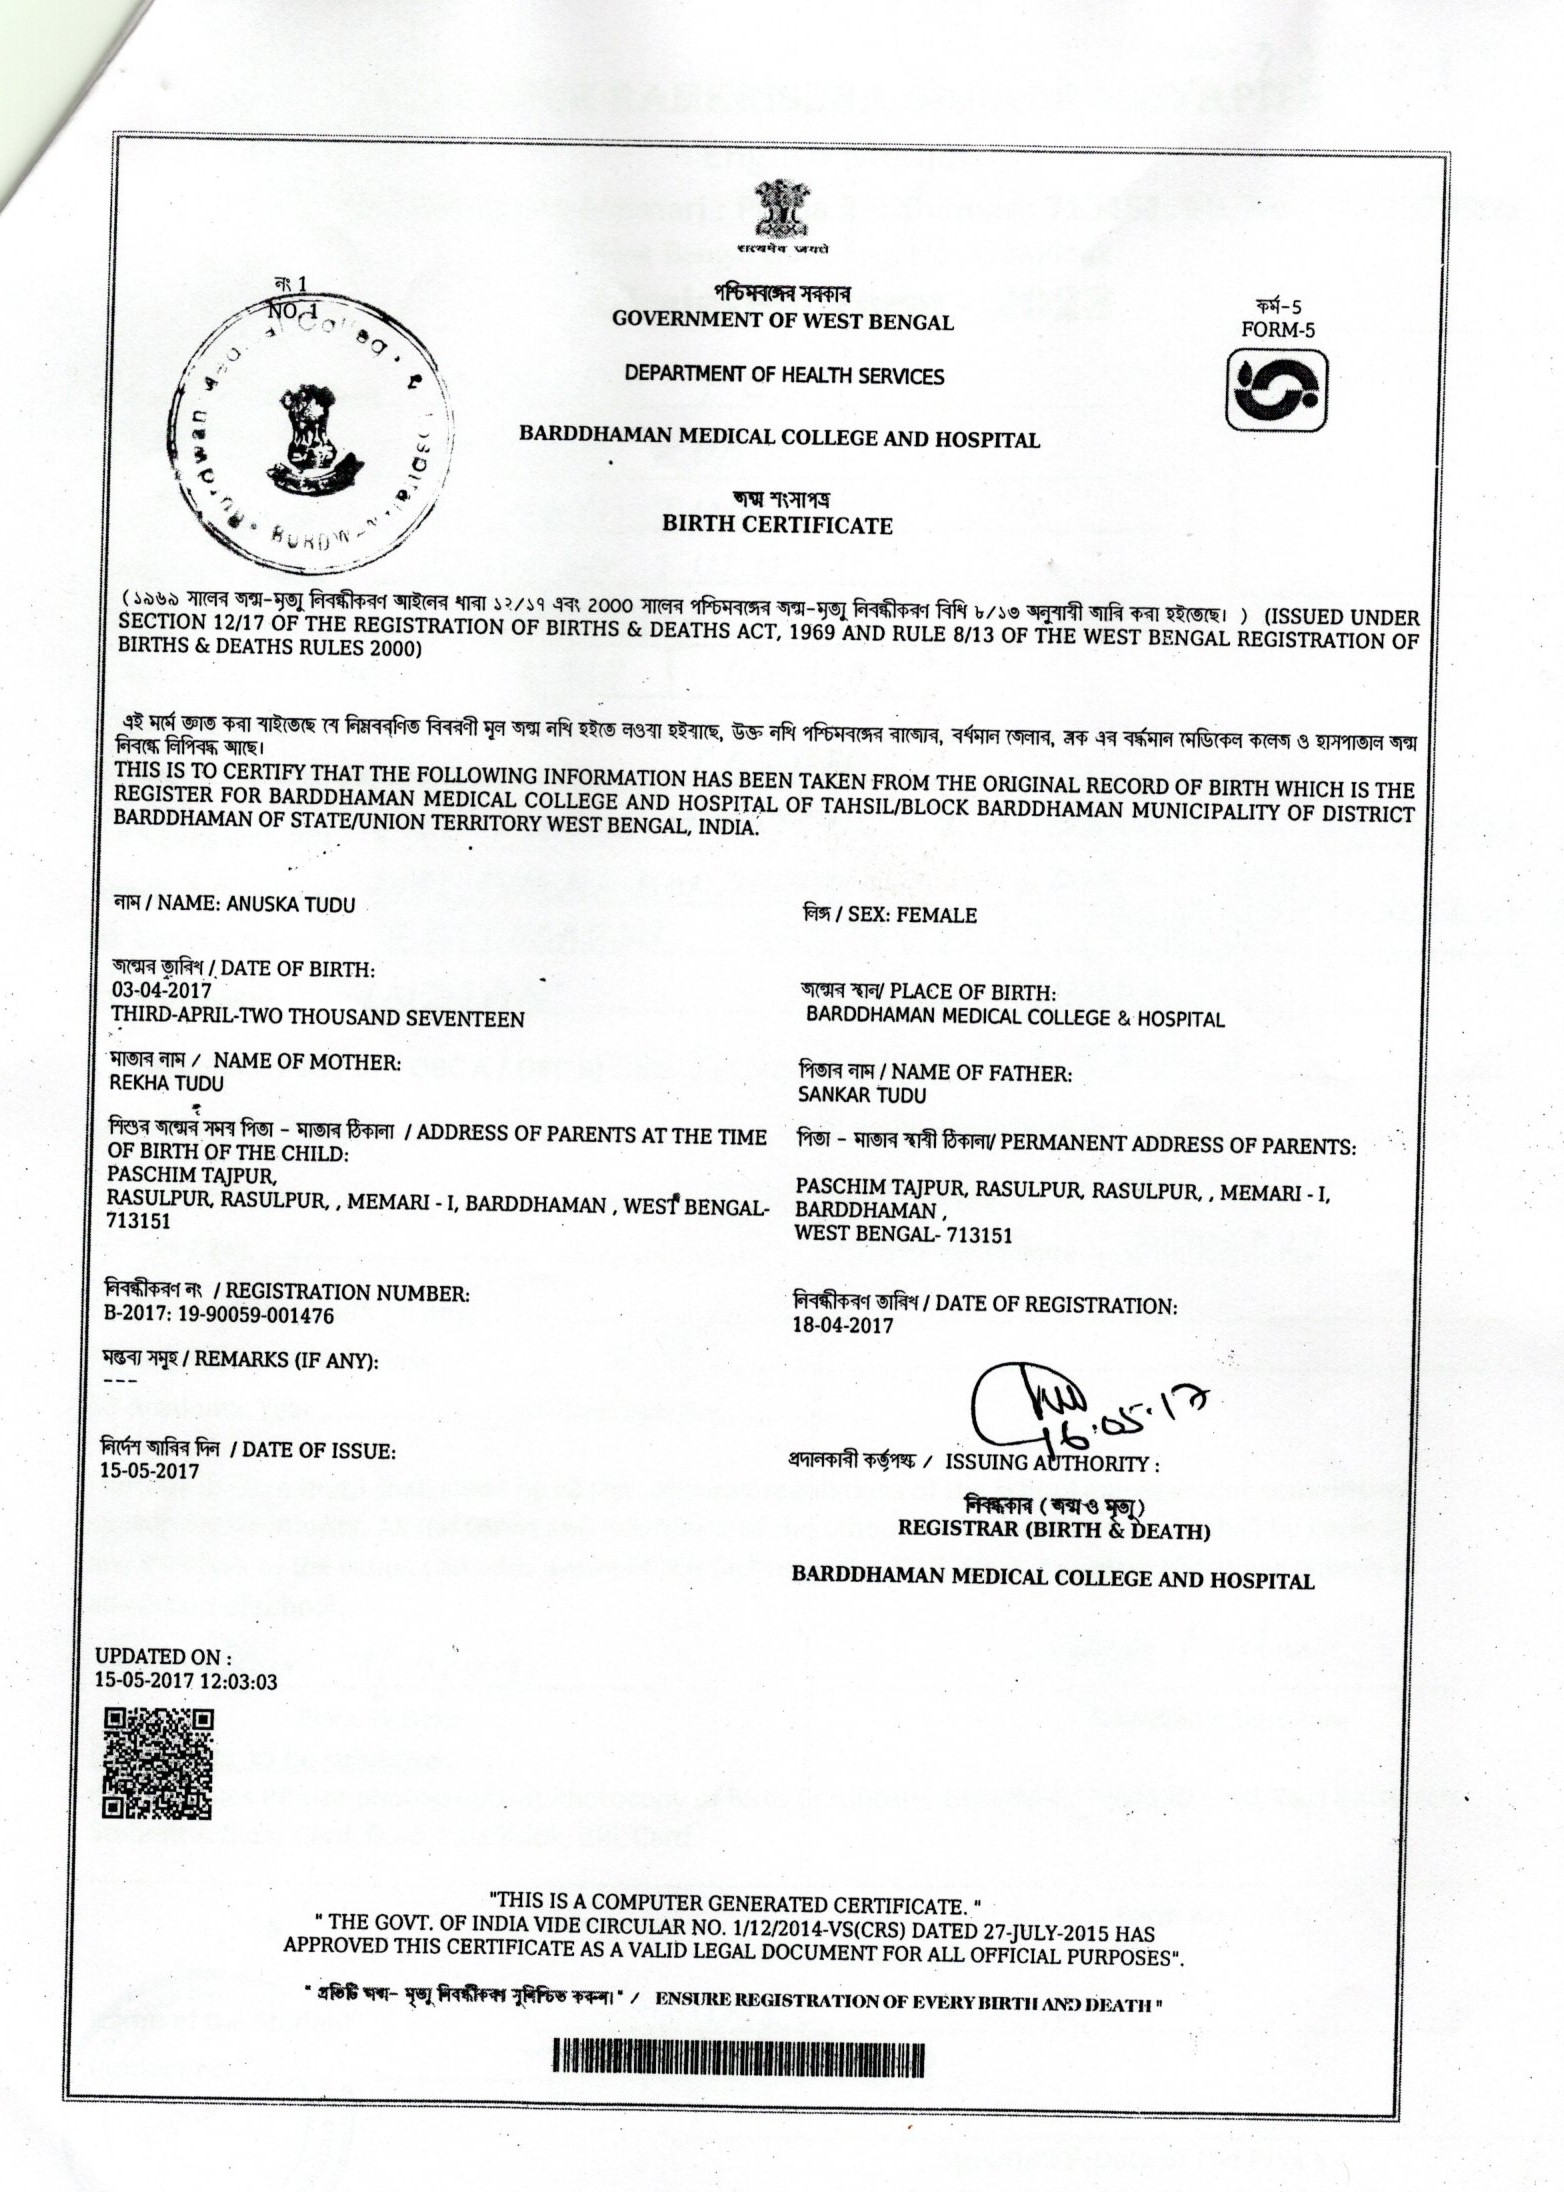 सत्यमेव जयते
নং 1
NO. 1
পশ্চিমবঙ্গের সরকার
GOVERNMENT OF WEST BENGAL
ফর্ম-5
FORM-5
DEPARTMENT OF HEALTH SERVICES
BARDDHAMAN MEDICAL COLLEGE AND HOSPITAL
Burdwan Medical College & Hospital
BURDWAN
জন্ম শংসাপত্র
BIRTH CERTIFICATE
(১৯৬৯ সালের জন্ম-মৃত্যু নিবন্ধীকরণ আইনের ধারা ১২/১৭ এবং 2000 সালের পশ্চিমবঙ্গের জন্ম-মৃত্যু নিবন্ধীকরণ বিধি ৮/১৩ অনুযায়ী জারি করা হইতেছে। ) (ISSUED UNDER
SECTION 12/17 OF THE REGISTRATION OF BIRTHS & DEATHS ACT, 1969 AND RULE 8/13 OF THE WEST BENGAL REGISTRATION OF
BIRTHS & DEATHS RULES 2000)
এই মর্মে জ্ঞাত করা যাইতেছে যে নিম্নবর্ণিত বিবরণী মূল জন্ম নথি হইতে লওয়া হইয়াছে, উক্ত নথি পশ্চিমবঙ্গের রাজ্যের, বর্ধমান জেলার, ব্লক এর বর্দ্ধমান মেডিকেল কলেজ ও হাসপাতাল জন্ম
নিবন্ধে লিপিবদ্ধ আছে।
THIS IS TO CERTIFY THAT THE FOLLOWING INFORMATION HAS BEEN TAKEN FROM THE ORIGINAL RECORD OF BIRTH WHICH IS THE
REGISTER FOR BARDDHAMAN MEDICAL COLLEGE AND HOSPITAL OF TAHSIL/BLOCK BARDDHAMAN MUNICIPALITY OF DISTRICT
BARDDHAMAN OF STATE/UNION TERRITORY WEST BENGAL, INDIA.
নাম / NAME: ANUSKA TUDU
লিঙ্গ / SEX: FEMALE
জন্মের তারিখ / DATE OF BIRTH:
03-04-2017
THIRD-APRIL-TWO THOUSAND SEVENTEEN
জন্মের স্থান/ PLACE OF BIRTH:
BARDDHAMAN MEDICAL COLLEGE & HOSPITAL
মাতার নাম / NAME OF MOTHER:
REKHA TUDU
পিতার নাম / NAME OF FATHER:
SANKAR TUDU
শিশুর জন্মের সময় পিতা - মাতার ঠিকানা / ADDRESS OF PARENTS AT THE TIME
OF BIRTH OF THE CHILD:
PASCHIM TAJPUR,
RASULPUR, RASULPUR, , MEMARI - I, BARDDHAMAN , WEST BENGAL-
713151
পিতা - মাতার স্থায়ী ঠিকানা/ PERMANENT ADDRESS OF PARENTS:
PASCHIM TAJPUR, RASULPUR, RASULPUR, , MEMARI - I,
BARDDHAMAN ,
WEST BENGAL- 713151
নিবন্ধীকরণ নং / REGISTRATION NUMBER:
B-2017: 19-90059-001476
নিবন্ধীকরণ তারিখ / DATE OF REGISTRATION:
18-04-2017
মন্তব্য সমূহ / REMARKS (IF ANY):
---
নির্দেশ জারির দিন / DATE OF ISSUE:
15-05-2017
16.05.17
প্রদানকারী কর্তৃপক্ষ / ISSUING AUTHORITY :
নিবন্ধকার ( জন্ম ও মৃত্যু )
REGISTRAR (BIRTH & DEATH)
BARDDHAMAN MEDICAL COLLEGE AND HOSPITAL
UPDATED ON :
15-05-2017 12:03:03
"THIS IS A COMPUTER GENERATED CERTIFICATE. "
" THE GOVT. OF INDIA VIDE CIRCULAR NO. 1/12/2014-VS(CRS) DATED 27-JULY-2015 HAS
APPROVED THIS CERTIFICATE AS A VALID LEGAL DOCUMENT FOR ALL OFFICIAL PURPOSES".
" প্রতিটি জন্ম- মৃত্যু নিবন্ধীকরণ সুনিশ্চিত করুন।" / ENSURE REGISTRATION OF EVERY BIRTH AND DEATH "